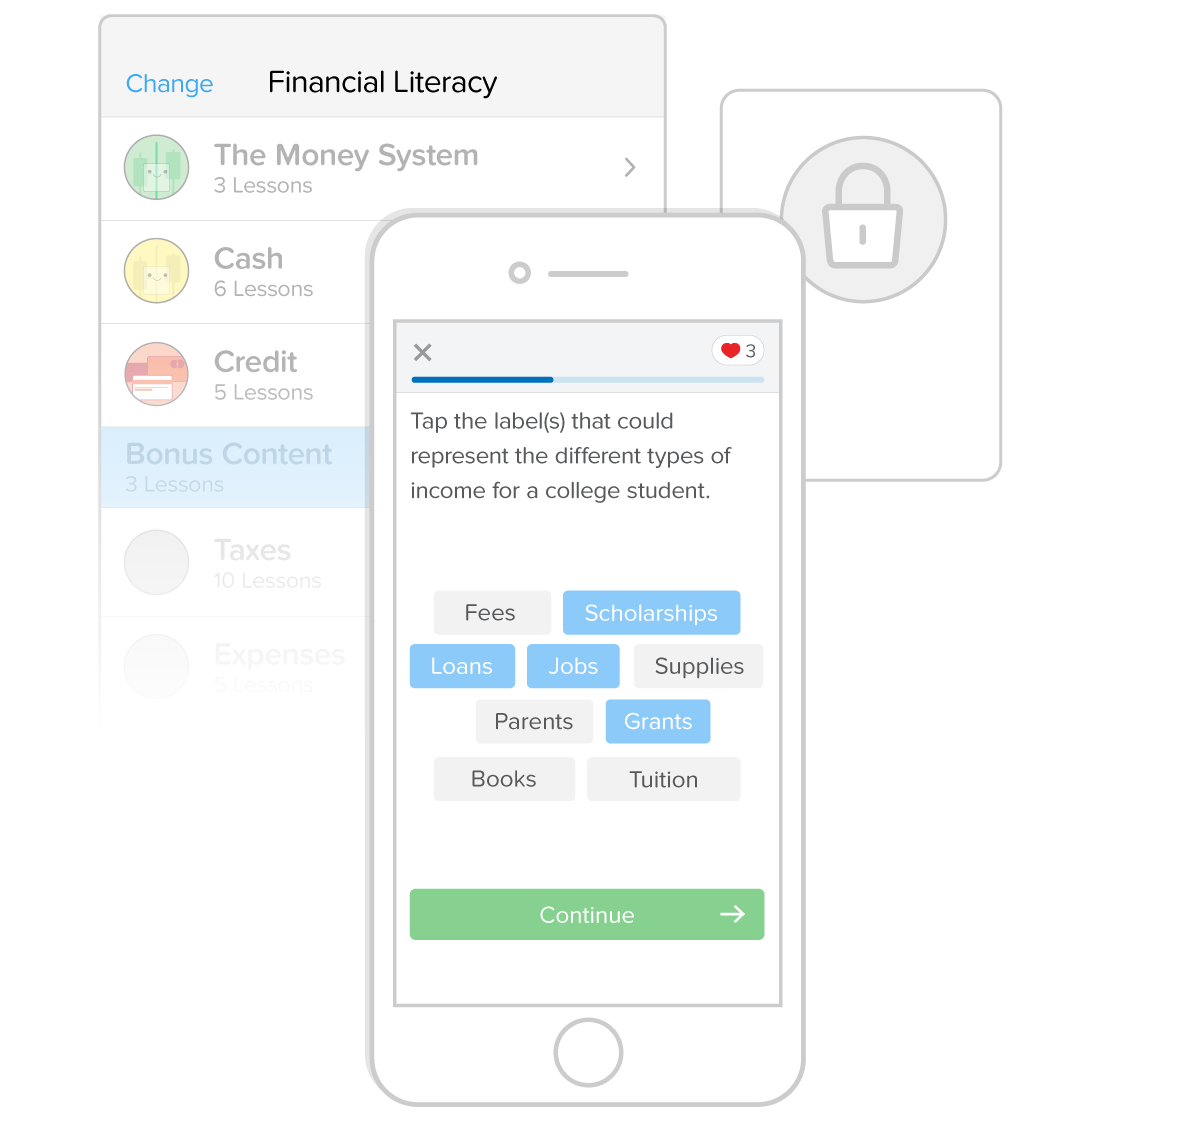 Change
Financial Literacy
The Money System
3 Lessons
Cash
6 Lessons
Credit
5 Lessons
Bonus Content
3 Lessons
Taxes
10 Lessons
Expenses
5 Lessons
3
Tap the label(s) that could
represent the different types of
income for a college student.
Fees Scholarships
Loans Jobs Supplies
Parents Grants
Books Tuition
Continue